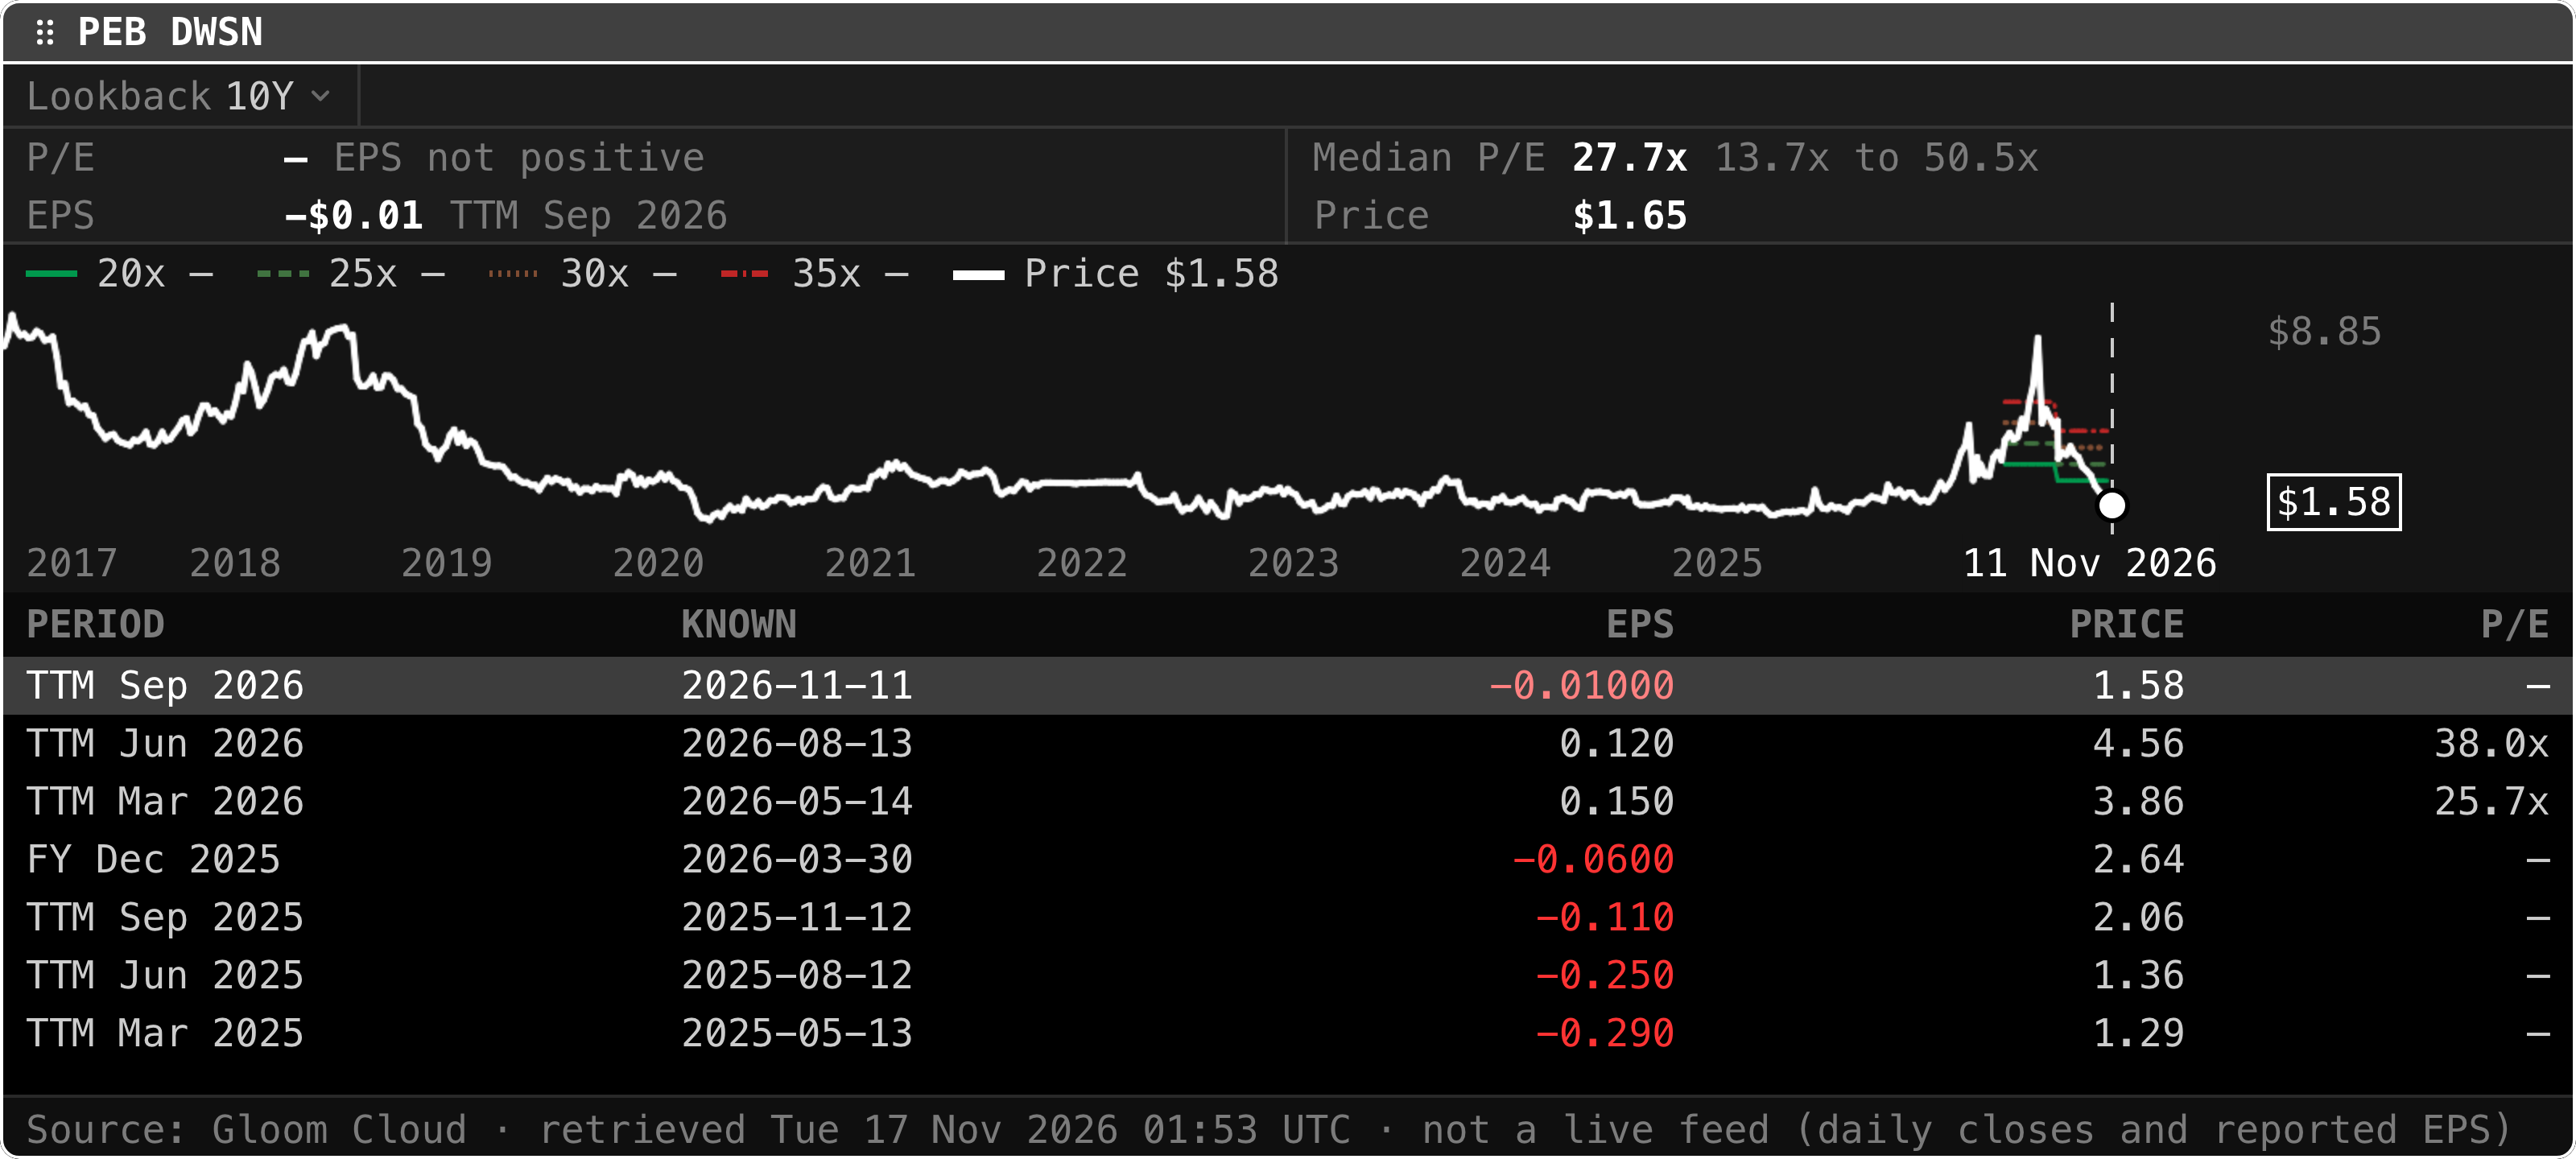 PEB DWSN
Lookback 10Y
P/E — EPS not positive Median P/E 27.7x 13.7x to 50.5x
EPS −$0.01 TTM Sep 2026 Price $1.65
20x — 25x — 30x — 35x — Price $1.58
$8.85
$1.58
2017 2018 2019 2020 2021 2022 2023 2024 2025 11 Nov 2026
PERIOD KNOWN EPS PRICE P/E
TTM Sep 2026 2026−11−11 −0.01000 1.58 —
TTM Jun 2026 2026−08−13 0.120 4.56 38.0x
TTM Mar 2026 2026−05−14 0.150 3.86 25.7x
FY Dec 2025 2026−03−30 −0.0600 2.64 —
TTM Sep 2025 2025−11−12 −0.110 2.06 —
TTM Jun 2025 2025−08−12 −0.250 1.36 —
TTM Mar 2025 2025−05−13 −0.290 1.29 —
Source: Gloom Cloud · retrieved Tue 17 Nov 2026 01:53 UTC · not a live feed (daily closes and reported EPS)